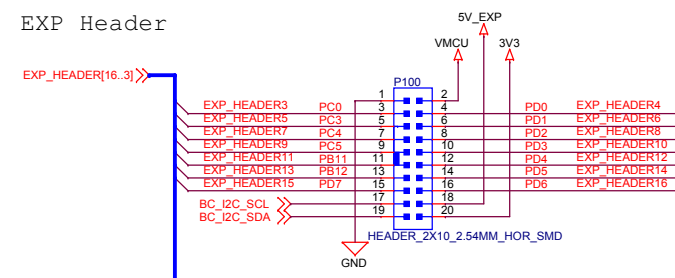 EXP Header
5V_EXP
VMCU 3V3
EXP_HEADER[16..3]
P100
1 2
EXP_HEADER3 PC0 3 4 PD0 EXP_HEADER4
EXP_HEADER5 PC3 5 6 PD1 EXP_HEADER6
EXP_HEADER7 PC4 7 8 PD2 EXP_HEADER8
EXP_HEADER9 PC5 9 10 PD3 EXP_HEADER10
EXP_HEADER11 PB11 11 12 PD4 EXP_HEADER12
EXP_HEADER13 PB12 13 14 PD5 EXP_HEADER14
EXP_HEADER15 PD7 15 16 PD6 EXP_HEADER16
BC_I2C_SCL 17 18
BC_I2C_SDA 19 20
HEADER_2X10_2.54MM_HOR_SMD
GND